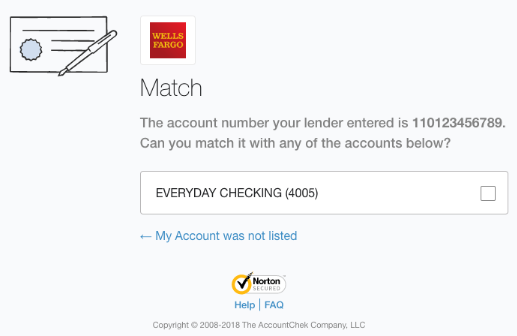 WELLS
FARGO
Match
The account number your lender entered is 110123456789.
Can you match it with any of the accounts below?
EVERYDAY CHECKING (4005)
← My Account was not listed
Norton
SECURED
Help | FAQ
Copyright © 2008-2018 The AccountChek Company, LLC